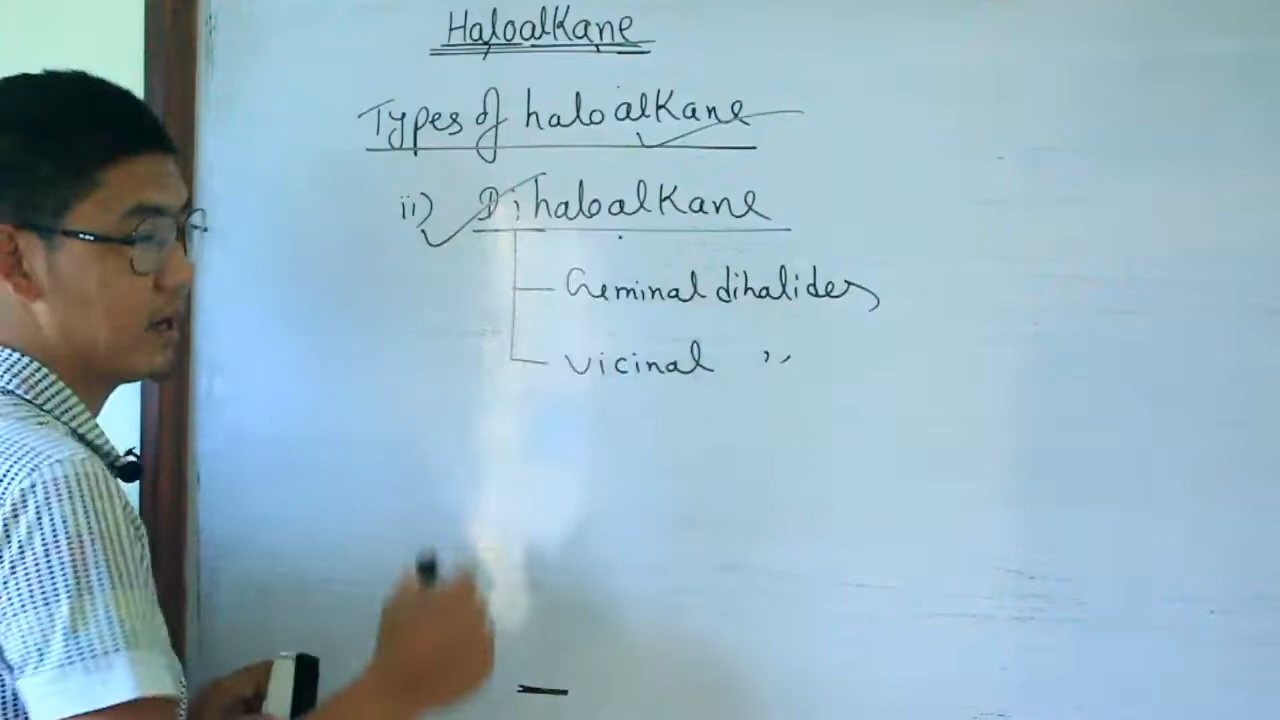 Haloalkane
Types of haloalkane
ii) Dihaloalkane
Geminal dihalides
Vicinal ,,